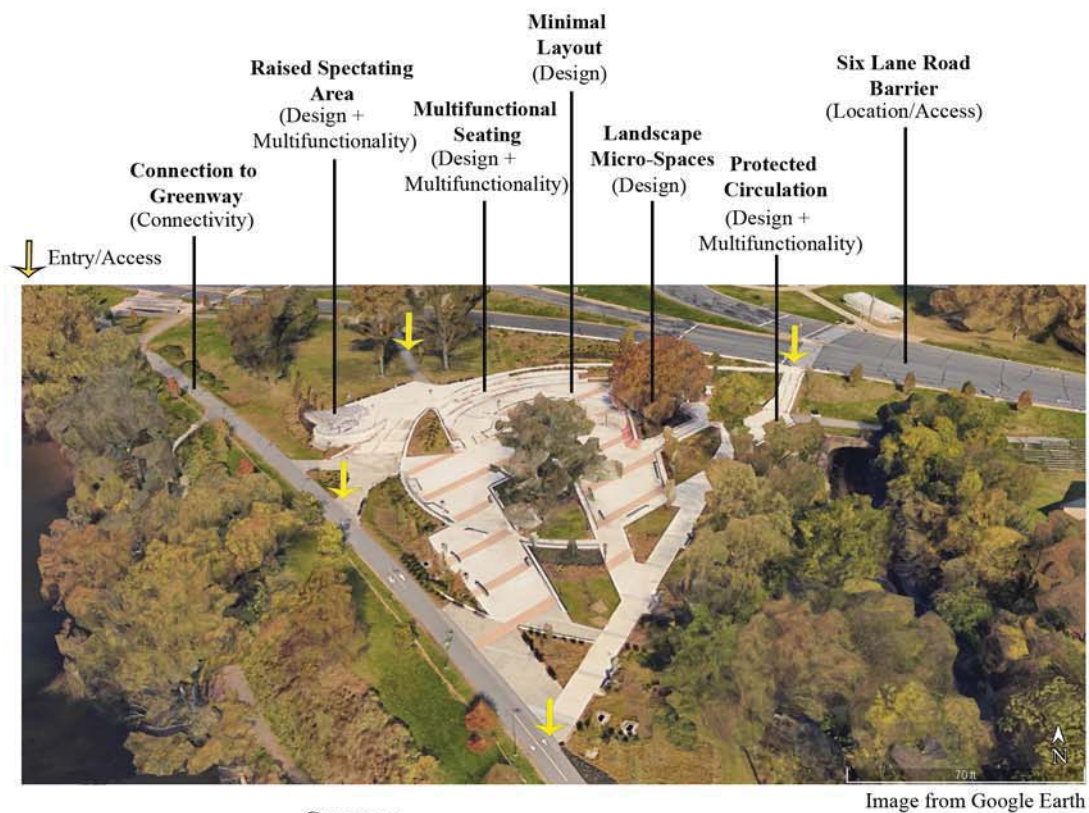 Minimal
Layout
(Design)
Raised Spectating
Area
(Design +
Multifunctionality)
Multifunctional
Seating
(Design +
Multifunctionality)
Six Lane Road
Barrier
(Location/Access)
Landscape
Micro-Spaces
(Design)
Connection to
Greenway
(Connectivity)
Protected
Circulation
(Design +
Multifunctionality)
Entry/Access
N
70 ft
Image from Google Earth